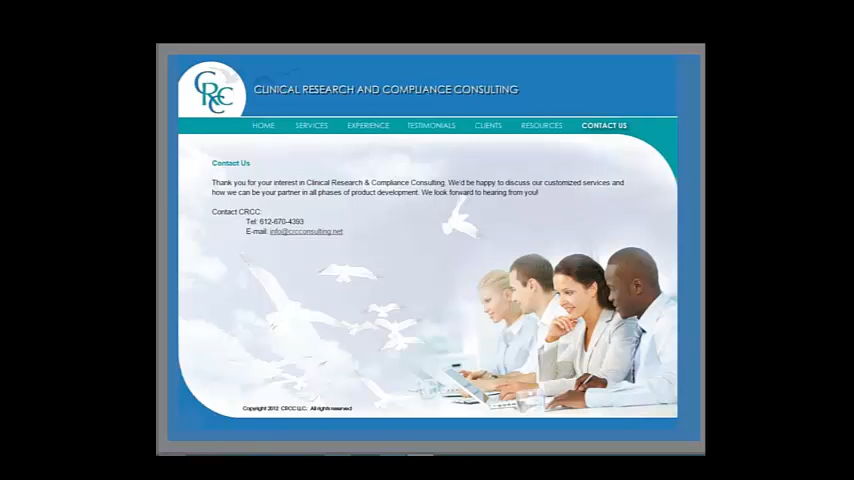 CRCC
CLINICAL RESEARCH AND COMPLIANCE CONSULTING
HOME SERVICES EXPERIENCE TESTIMONIALS CLIENTS RESOURCES CONTACT US
Contact Us
Thank you for your interest in Clinical Research & Compliance Consulting. We'd be happy to discuss our customized services and
how we can be your partner in all phases of product development. We look forward to hearing from you!
Contact CRCC:
Tel: 612-670-4393
E-mail: info@crcconsulting.net
Copyright 2012 CRCC LLC. All rights reserved